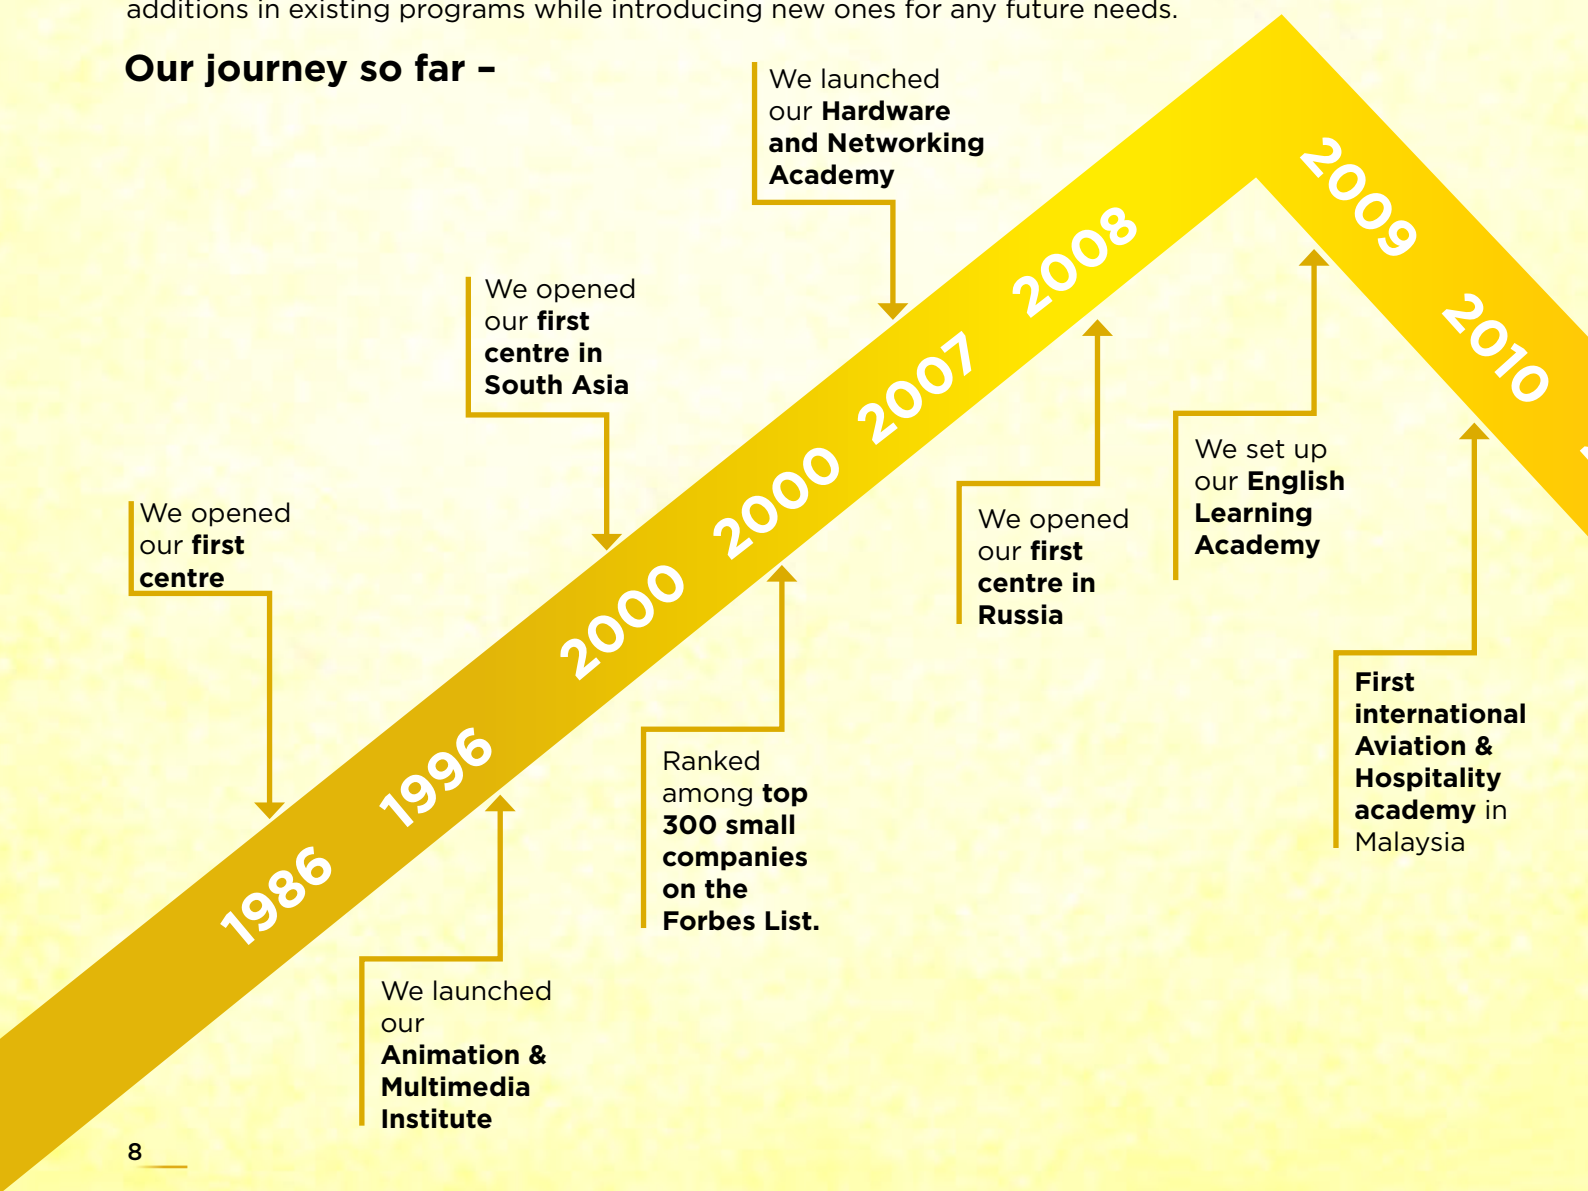 additions in existing programs while introducing new ones for any future needs.
Our journey so far –
We launched
our Hardware
and Networking
Academy
We opened
our first
centre in
South Asia
We opened
our first
centre
1986
1996
2000
2000
2007
2008
2009
2010
We launched
our
Animation &
Multimedia
Institute
Ranked
among top
300 small
companies
on the
Forbes List.
We opened
our first
centre in
Russia
We set up
our English
Learning
Academy
First
international
Aviation &
Hospitality
academy in
Malaysia
8